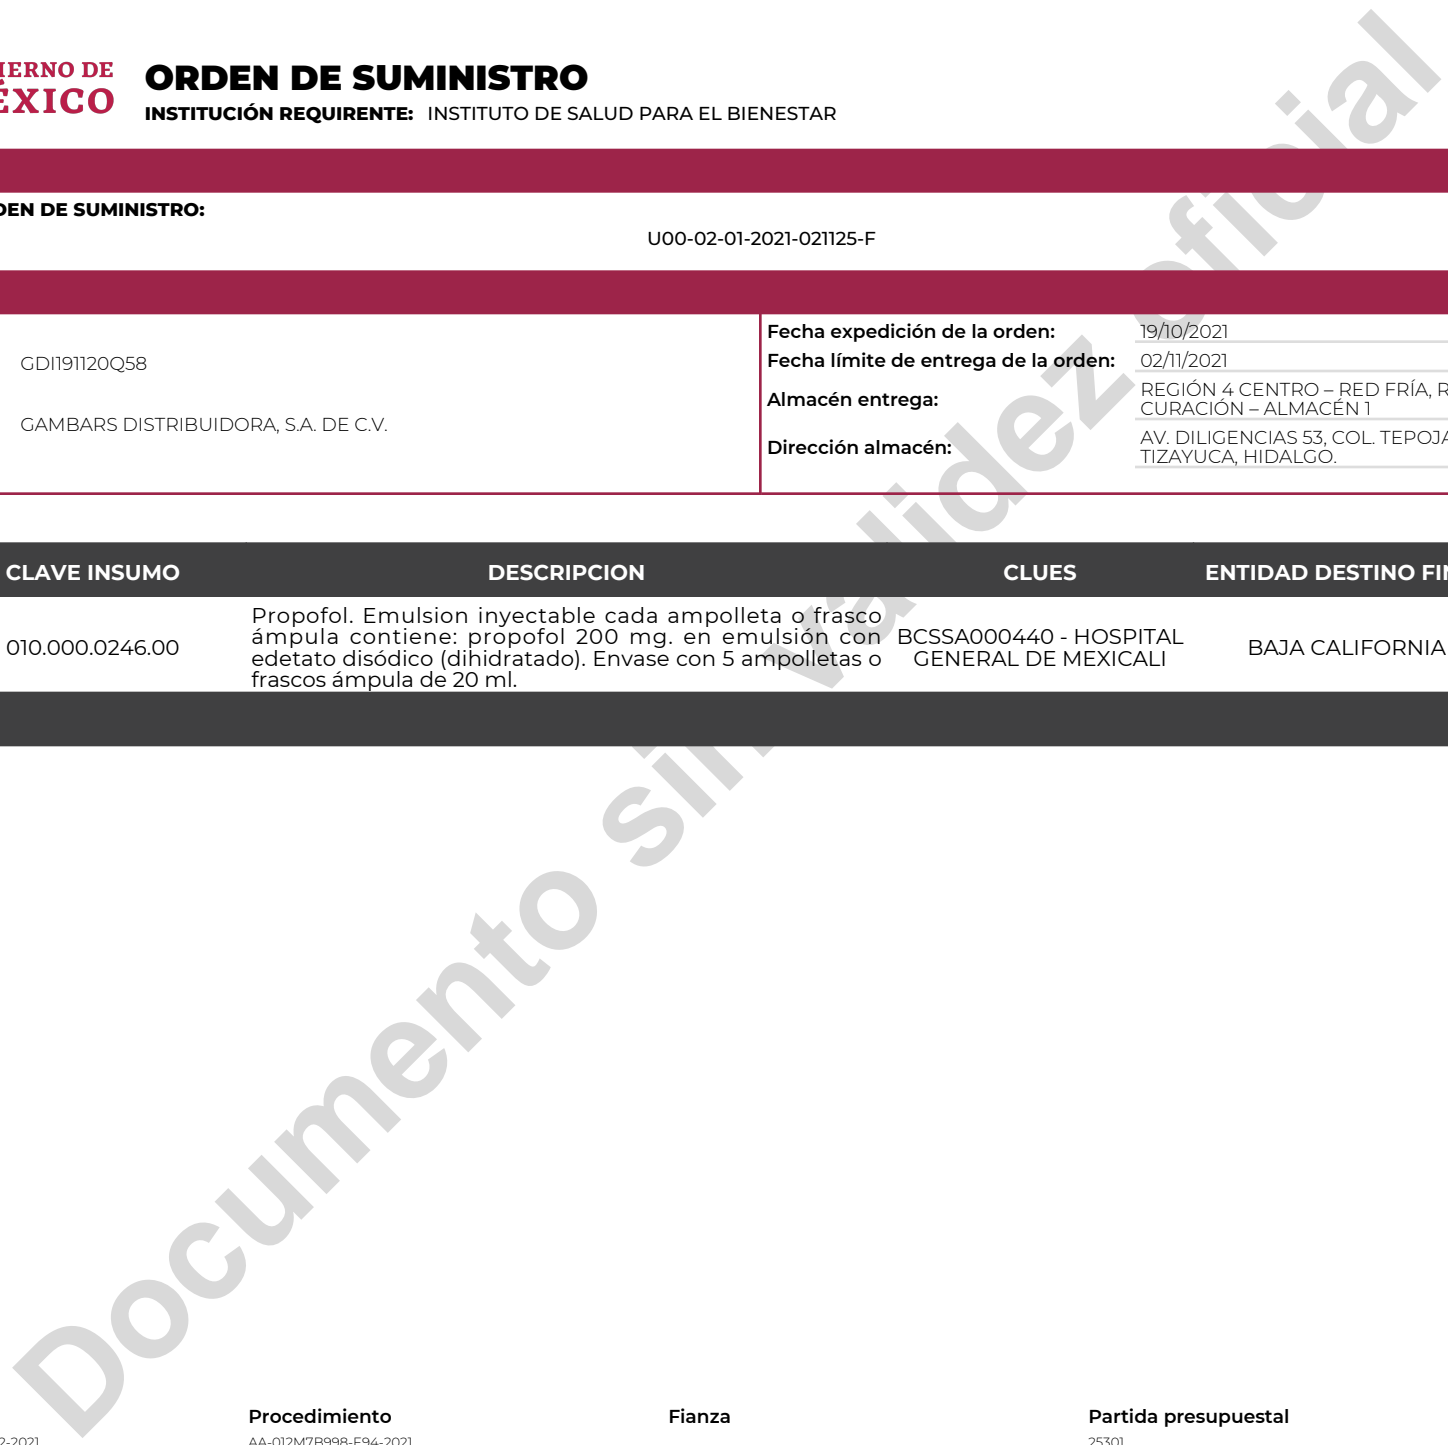 ORDEN DE SUMINISTRO
DE
INSTITUCIÓN REQUIRENTE: INSTITUTO DE SALUD PARA EL BIENESTAR
DE SUMINISTRO:
U00-02-01-2021-021125-F
GDI191120Q58
GAMBARS DISTRIBUIDORA, S.A. DE C.V.
Fecha expedición de la orden: 19/10/2021
Fecha límite de entrega de la orden: 02/11/2021
Almacén entrega: REGIÓN 4 CENTRO – RED FRÍA,
CURACIÓN – ALMACÉN 1
Dirección almacén: AV. DILIGENCIAS 53, COL.
TIZAYUCA, HIDALGO.
CLAVE INSUMO DESCRIPCION CLUES ENTIDAD DESTINO
010.000.0246.00
Propofol. Emulsion inyectable cada ampolleta o frasco
ámpula contiene: propofol 200 mg. en emulsión con
edetato disódico (dihidratado). Envase con 5 ampolletas o
frascos ámpula de 20 ml.
BCSSA000440 - HOSPITAL
GENERAL DE MEXICALI
BAJA CALIFORNIA
Documento sin validez oficial
Procedimiento Fianza Partida presupuestal
AA-012M7B998-E94-2021 25301